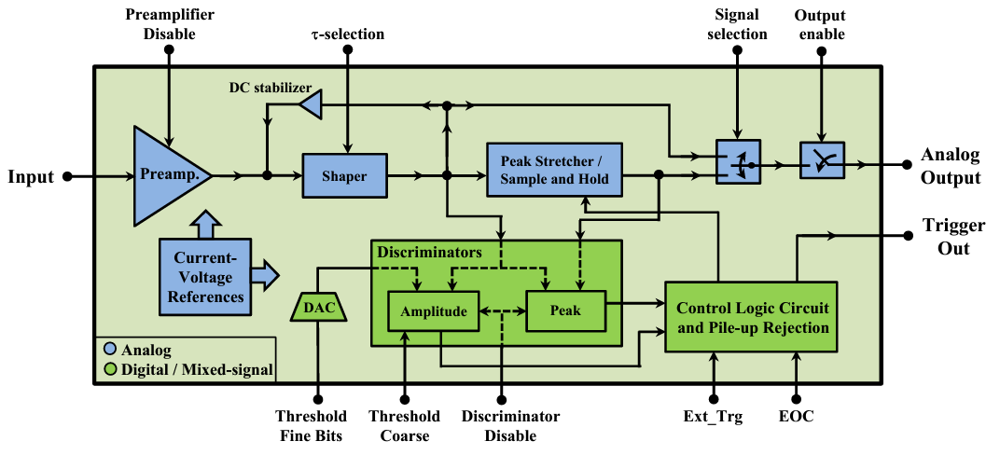 Preamplifier
Disable
τ-selection
Signal
selection
Output
enable
DC stabilizer
Input
Preamp.
Shaper
Peak Stretcher /
Sample and Hold
Analog
Output
Trigger
Out
Current-
Voltage
References
Discriminators
DAC
Amplitude
Peak
Control Logic Circuit
and Pile-up Rejection
Analog
Digital / Mixed-signal
Threshold
Fine Bits
Threshold
Coarse
Discriminator
Disable
Ext_Trg
EOC